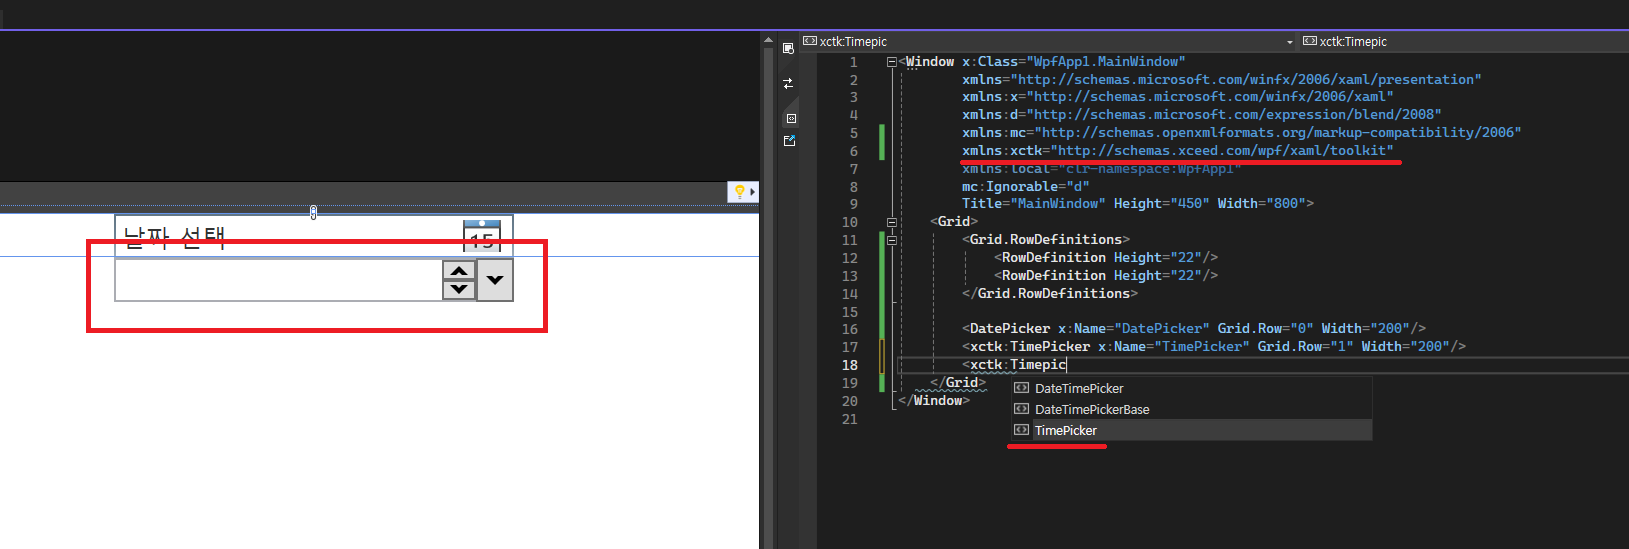 xctk:Timepic
xctk:Timepic
날짜 선택
15
1 <Window x:Class="WpfApp1.MainWindow"
2 xmlns="http://schemas.microsoft.com/winfx/2006/xaml/presentation"
3 xmlns:x="http://schemas.microsoft.com/winfx/2006/xaml"
4 xmlns:d="http://schemas.microsoft.com/expression/blend/2008"
5 xmlns:mc="http://schemas.openxmlformats.org/markup-compatibility/2006"
6 xmlns:xctk="http://schemas.xceed.com/wpf/xaml/toolkit"
7 xmlns:local="clr-namespace:WpfApp1"
8 mc:Ignorable="d"
9 Title="MainWindow" Height="450" Width="800">
10 <Grid>
11 <Grid.RowDefinitions>
12 <RowDefinition Height="22"/>
13 <RowDefinition Height="22"/>
14 </Grid.RowDefinitions>
15
16 <DatePicker x:Name="DatePicker" Grid.Row="0" Width="200"/>
17 <xctk:TimePicker x:Name="TimePicker" Grid.Row="1" Width="200"/>
18 <xctk:Timepic
19 </Grid>
20 </Window>
21
DateTimePicker
DateTimePickerBase
TimePicker